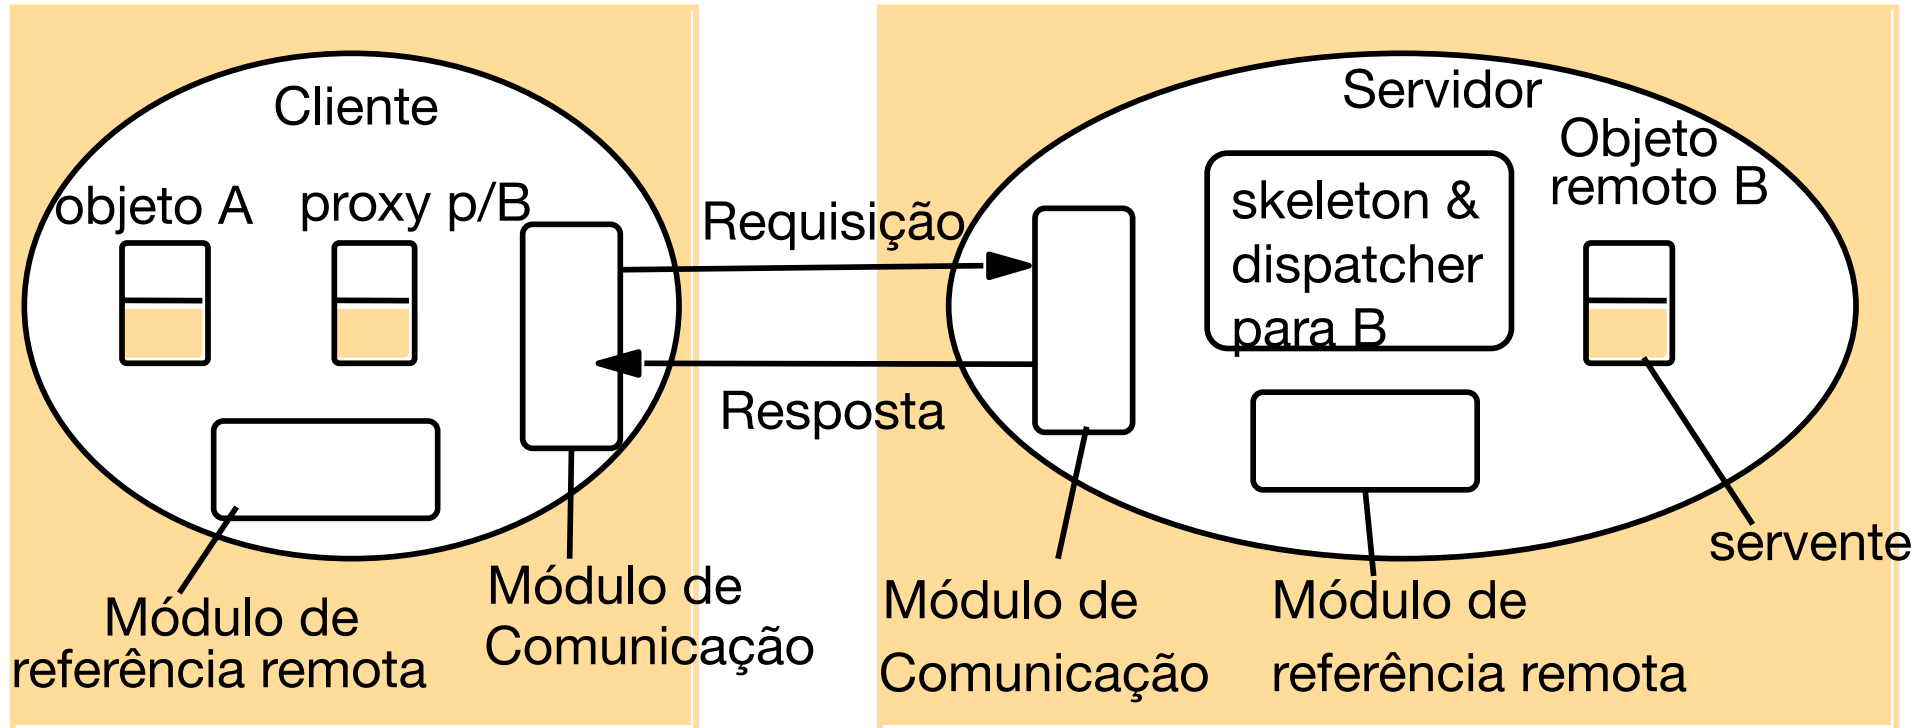 Cliente
objeto A
proxy p/B
Módulo de
referência remota
Módulo de
Comunicação
Requisição
Resposta
Servidor
skeleton &
dispatcher
para B
Objeto
remoto B
servente
Módulo de
Comunicação
Módulo de
referência remota